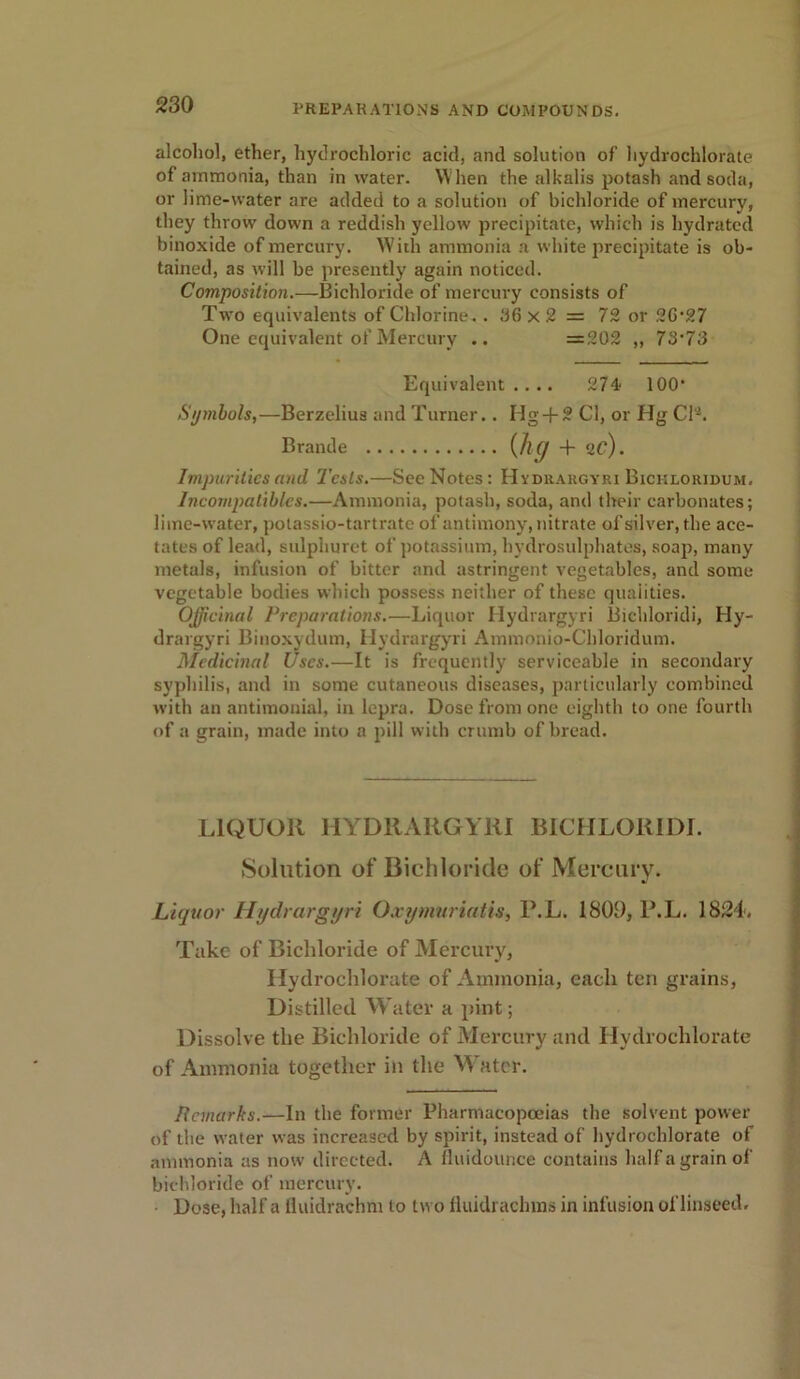 230 PREPARATIONS AND COMPOUNDS.
alcohol, ether, hydrochloric acid, and solution of hydrochlorate
of ammonia, than in water. When the alkalis potash and soda,
or lime-water are added to a solution of bichloride of mercury,
they throw down a reddish yellow precipitate, which is hydrated
binoxide of mercury. With ammonia a white precipitate is ob-
tained, as will be presently again noticed.
Composition.—Bichloride of mercury consists of
Two equivalents of Chlorine. . 36 x 2 = 72 or 26·27
One equivalent of Mercury .. =202 „ 73·73
Equivalent .... 274 100·
Symbols,—Berzelius and Turner. . Hg+2 Cl, or Hg Cl².
Brande ............ (hg + 2c).
Impurities and Tests.—See Notes: HYDRARGYRI BICHLORIDUM.
Incompatibles.—Ammonia, potash, soda, and their carbonates;
lime-water, potassio-tartrate of antimony, nitrate of silver, the ace-
tates of lead, sulphuret of potassium, hydrosulphates, soap, many
metals, infusion of bitter and astringent vegetables, and some
vegetable bodies which possess neither of these qualities.
Officinal Preparations.—Liquor Hydrargyri Bichloridi, Hy-
drargyri Binoxydum, Hydrargyri Ammonio-Chloridum.
Medicinal Uses.—It is frequently serviceable in secondary
syphilis, and in some cutaneous diseases, particularly combined
with an antimonial, in lepra. Dose from one eighth to one fourth
of a grain, made into a pill with crumb of bread.
LIQUOR HYDRARGYRI BICHLORIDI.
Solution of Bichloride of Mercury.
Liquor Hydrargyri Oxymuriatis, P.L. 1809, P.L. 1824.
Take of Bichloride of Mercury,
Hydrochlorate of Ammonia, each ten grains,
Distilled Water a pint;
Dissolve the Bichloride of Mercury and Hydrochlorate
of Ammonia together in the Water.
Remarks.—In the former Pharmacopœias the solvent power
of the water was increased by spirit, instead of hydrochlorate of
ammonia as now directed. A fluidounce contains half a grain of
bichloride of mercury.
Dose, half a fluidrachm to two fluidrachms in infusion of linseed.